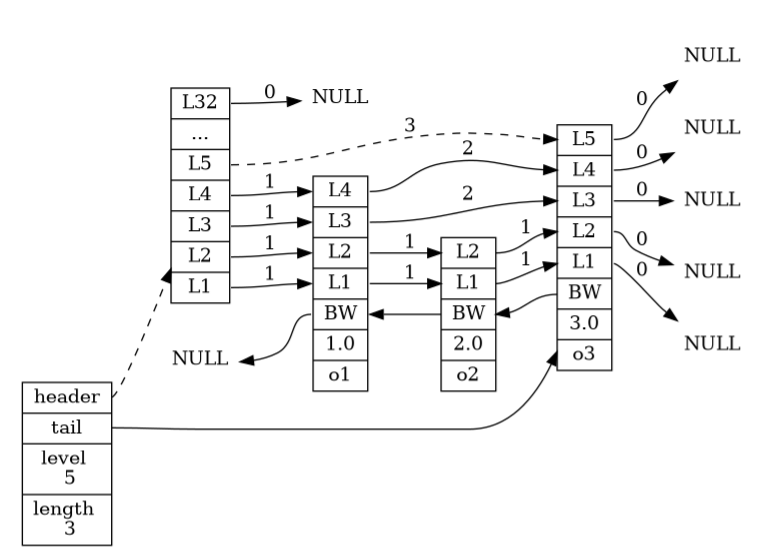 NULL
L32
0
NULL
...
L5
3
L5
0
NULL
L4
1
L4
2
L4
0
NULL
L3
1
L3
2
L3
0
NULL
L2
1
L2
1
L2
1
L2
0
NULL
L1
1
L1
1
L1
1
L1
0
NULL
NULL
BW
BW
BW
1.0
2.0
3.0
o1
o2
o3
header
tail
level
5
length
3